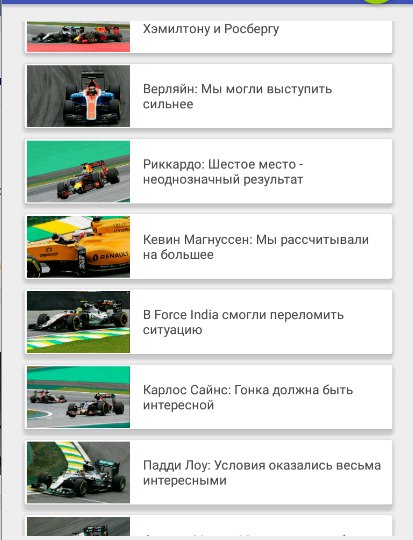 Хэмилтону и Росбергу
Верляйн: Мы могли выступить
сильнее
Риккардо: Шестое место -
неоднозначный результат
Кевин Магнуссен: Мы рассчитывали
на большее
RENAULT
В Force India смогли переломить
ситуацию
Карлос Сайнс: Гонка должна быть
интересной
Падди Лоу: Условия оказались весьма
интересными